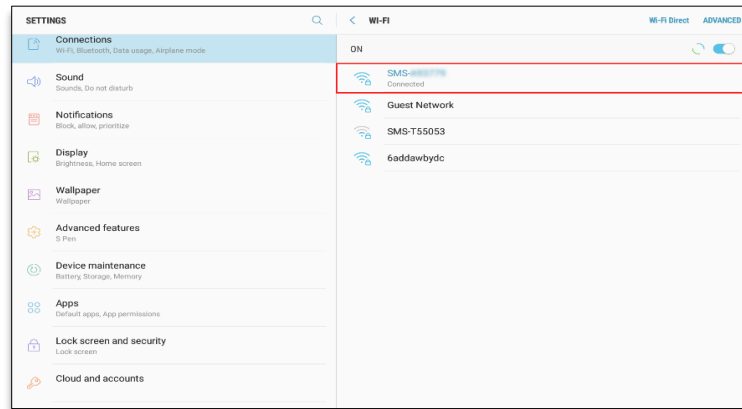 SETTINGS
Connections
Wi-Fi, Bluetooth, Data usage, Airplane mode
Sound
Sounds, Do not disturb
Notifications
Block, allow, prioritize
Display
Brightness, Home screen
Wallpaper
Wallpaper
Advanced features
S Pen
Device maintenance
Battery, Storage, Memory
Apps
Default apps, App permissions
Lock screen and security
Lock screen
Cloud and accounts
WI-FI
Wi-Fi Direct ADVANCED
ON
SMS-
Connected
Guest Network
SMS-T55053
6addawbydc